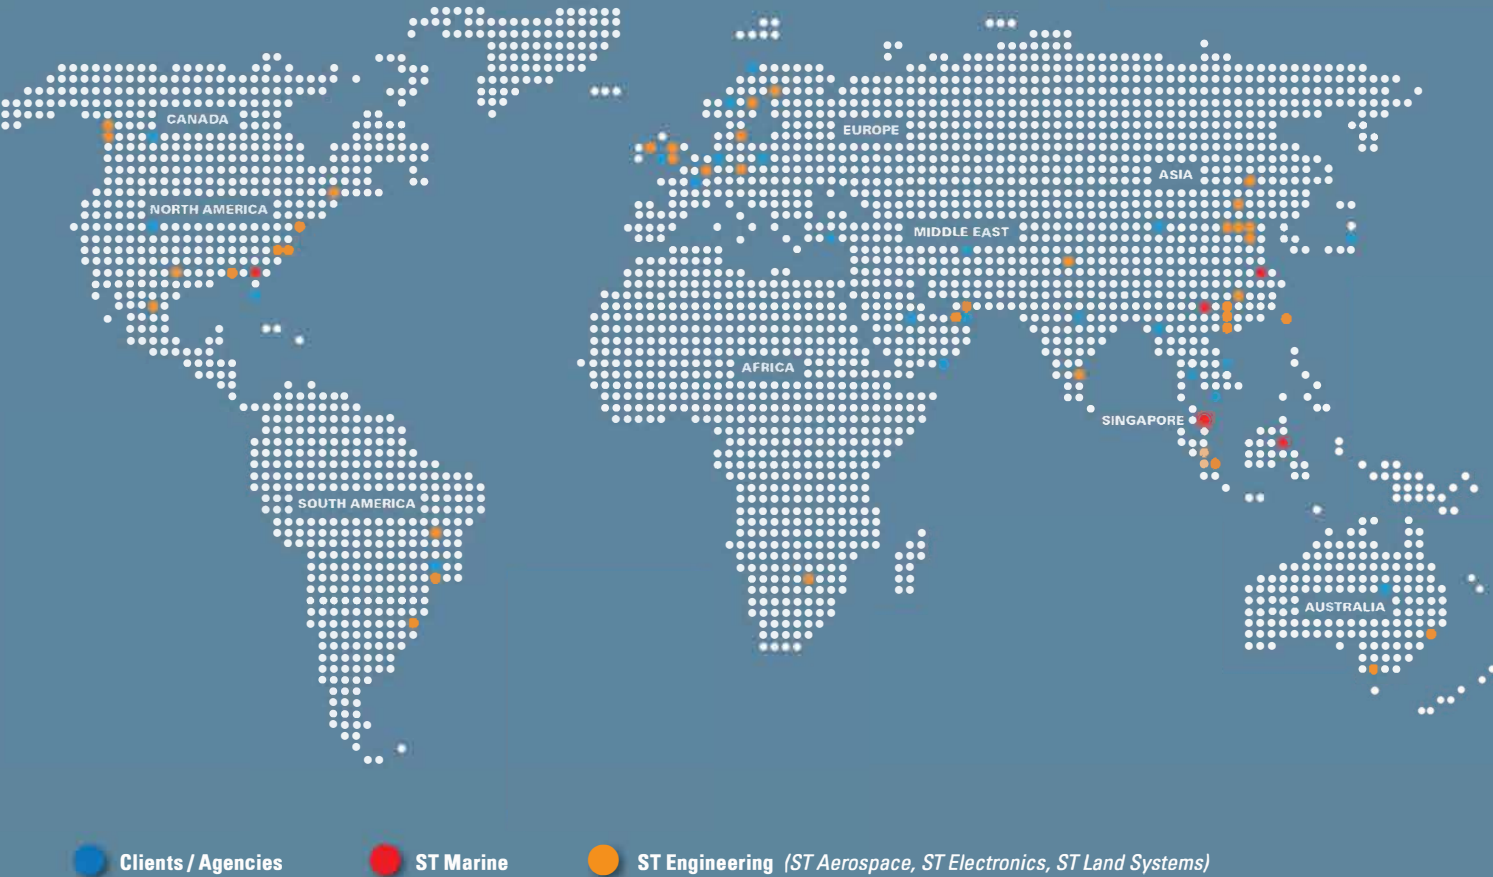 CANADA
EUROPE
ASIA
NORTH AMERICA
MIDDLE EAST
AFRICA
SINGAPORE
SOUTH AMERICA
AUSTRALIA
Clients / Agencies
ST Marine
ST Engineering (ST Aerospace, ST Electronics, ST Land Systems)